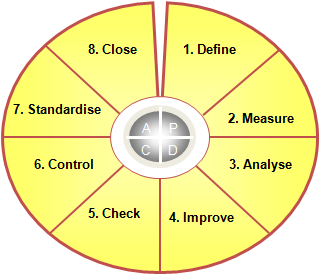 8. Close
1. Define
7. Standardise
2. Measure
A P
C D
6. Control
3. Analyse
5. Check
4. Improve